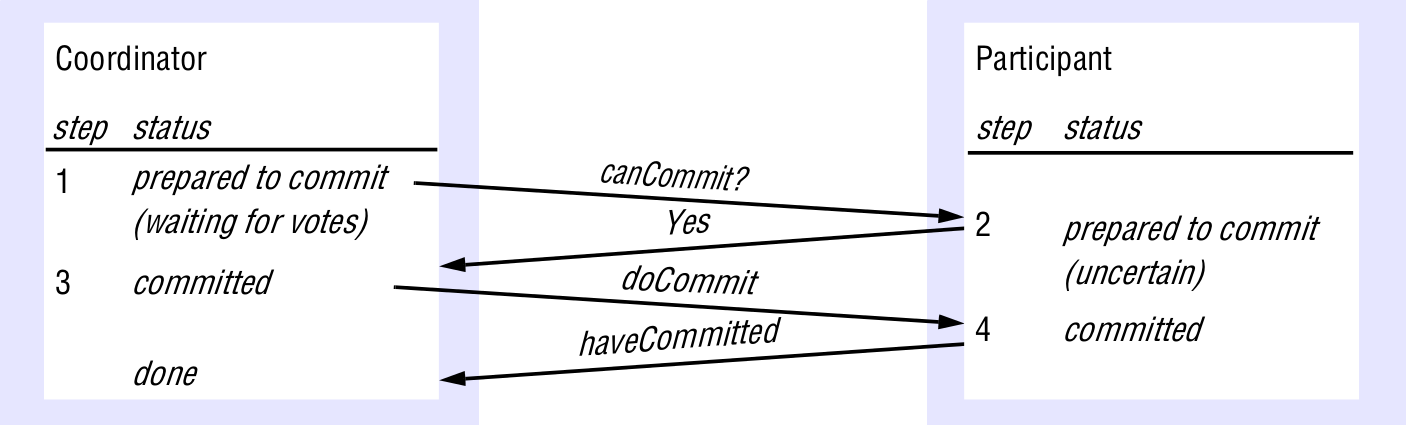 Coordinator
step status
1 prepared to commit
(waiting for votes)
3 committed
done
canCommit?
Yes
doCommit
haveCommitted
Participant
step status
2 prepared to commit
(uncertain)
4 committed